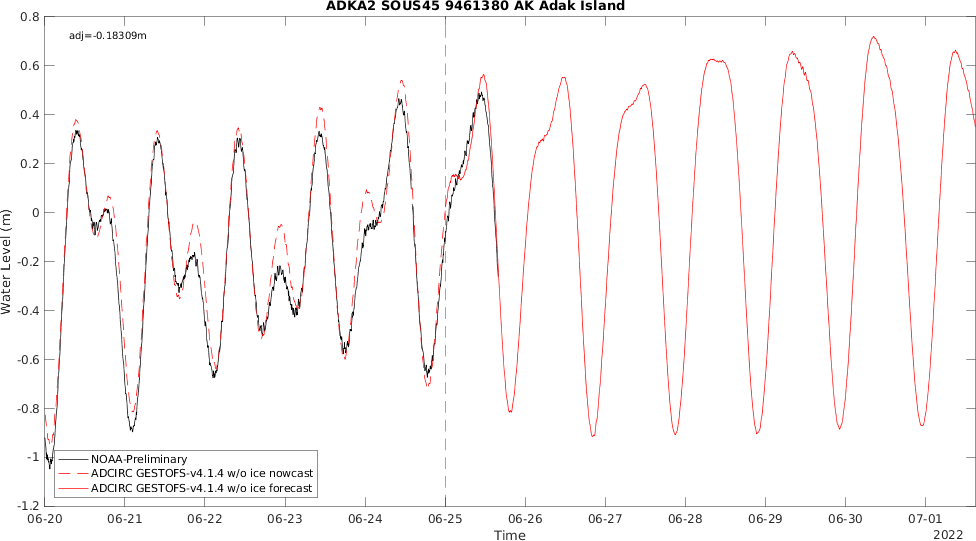 ADKA2 SOUS45 9461380 AK Adak Island
adj=-0.18309m
0.8
0.6
0.4
0.2
0
-0.2
-0.4
-0.6
-0.8
-1
-1.2
Water Level (m)
NOAA-Preliminary
ADCIRC GESTOFS-v4.1.4 w/o ice nowcast
ADCIRC GESTOFS-v4.1.4 w/o ice forecast
06-20 06-21 06-22 06-23 06-24 06-25 06-26 06-27 06-28 06-29 06-30 07-01
Time
2022